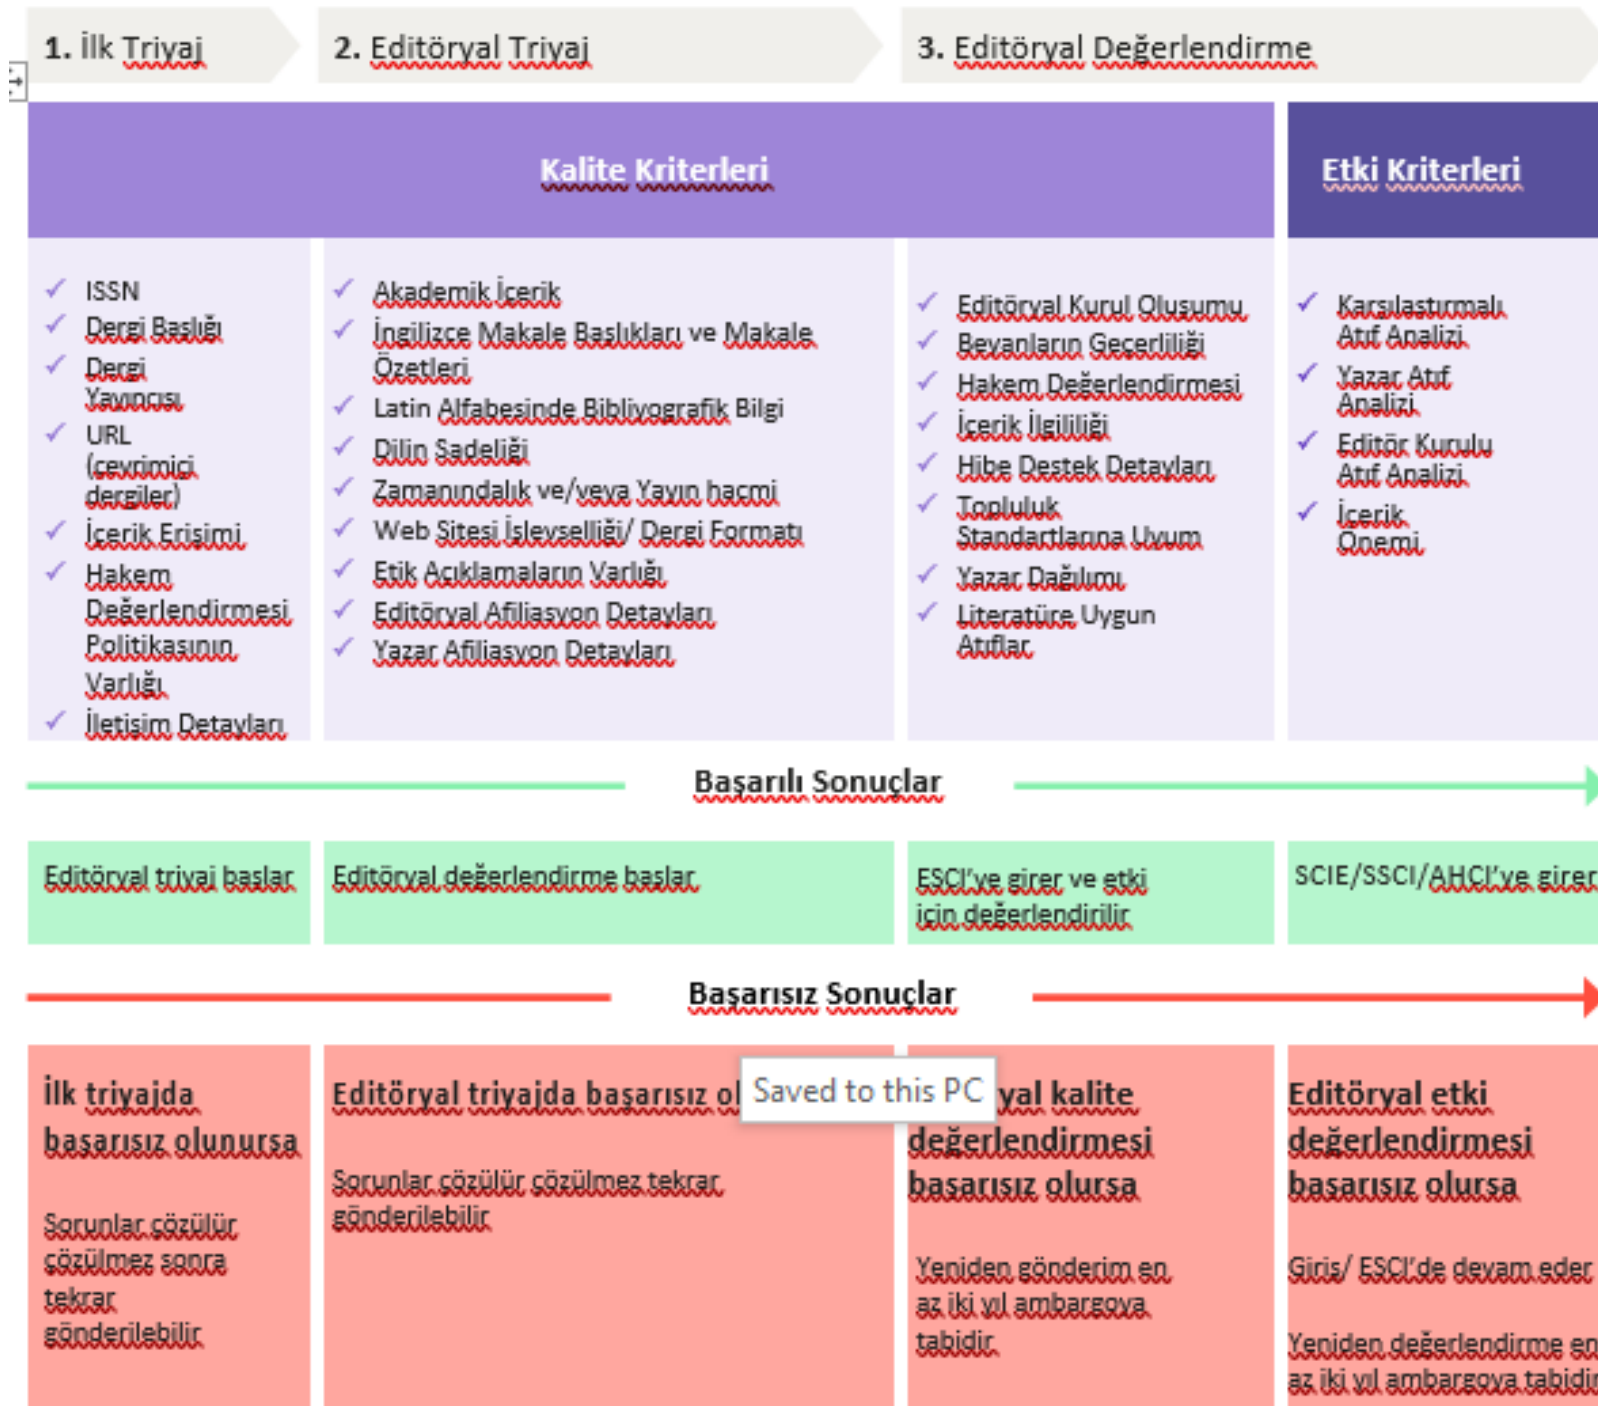 1. İlk Triyaj
2. Editöryal Triyaj
3. Editöryal Değerlendirme
Kalite Kriterleri
Etki Kriterleri
ISSN
Dergi Başlığı
Dergi
Yayıncısı
URL
(çevrimiçi
dergiler)
İçerik Erişimi
Hakem
Değerlendirmesi
Politikasının
Varlığı
İletişim Detayları
Akademik İçerik
İngilizce Makale Başlıkları ve Makale
Özetleri
Latin Alfabesinde Bibliyografik Bilgi
Dilin Sadeliği
Zamanındalık ve/veya Yayın hacmi
Web Sitesi İşlevselliği/ Dergi Formatı
Etik Açıklamaların Varlığı
Editöryal Afiliasyon Detayları
Yazar Afiliasyon Detayları
Editöryal Kurul Oluşumu
Beyanların Geçerliliği
Hakem Değerlendirmesi
İçerik İlgililiği
Hibe Destek Detayları
Topluluk
Standartlarına Uyum
Yazar Dağılımı
Literatüre Uygun
Atıflar
Karşılaştırmalı
Atıf Analizi
Yazar Atıf
Analizi
Editör Kurulu
Atıf Analizi
İçerik
Önemi
Başarılı Sonuçlar
Editöryal triyaj başlar
Editöryal değerlendirme başlar
ESCI'ye girer ve etki
için değerlendirilir
SCIE/SSCI/AHCI'ye girer
Başarısız Sonuçlar
İlk triyajda
başarısız olunursa
Sorunlar çözülür
çözülmez sonra
tekrar
gönderilebilir
Editöryal triyajda başarısız ol
Sorunlar çözülür çözülmez tekrar
gönderilebilir
Saved to this PC
yal kalite
değerlendirmesi
başarısız olursa
Yeniden gönderim en
az iki yıl ambargoya
tabidir
Editöryal etki
değerlendirmesi
başarısız olursa
Giriş/ ESCI'de devam eder
Yeniden değerlendirme en
az iki yıl ambargoya tabidir